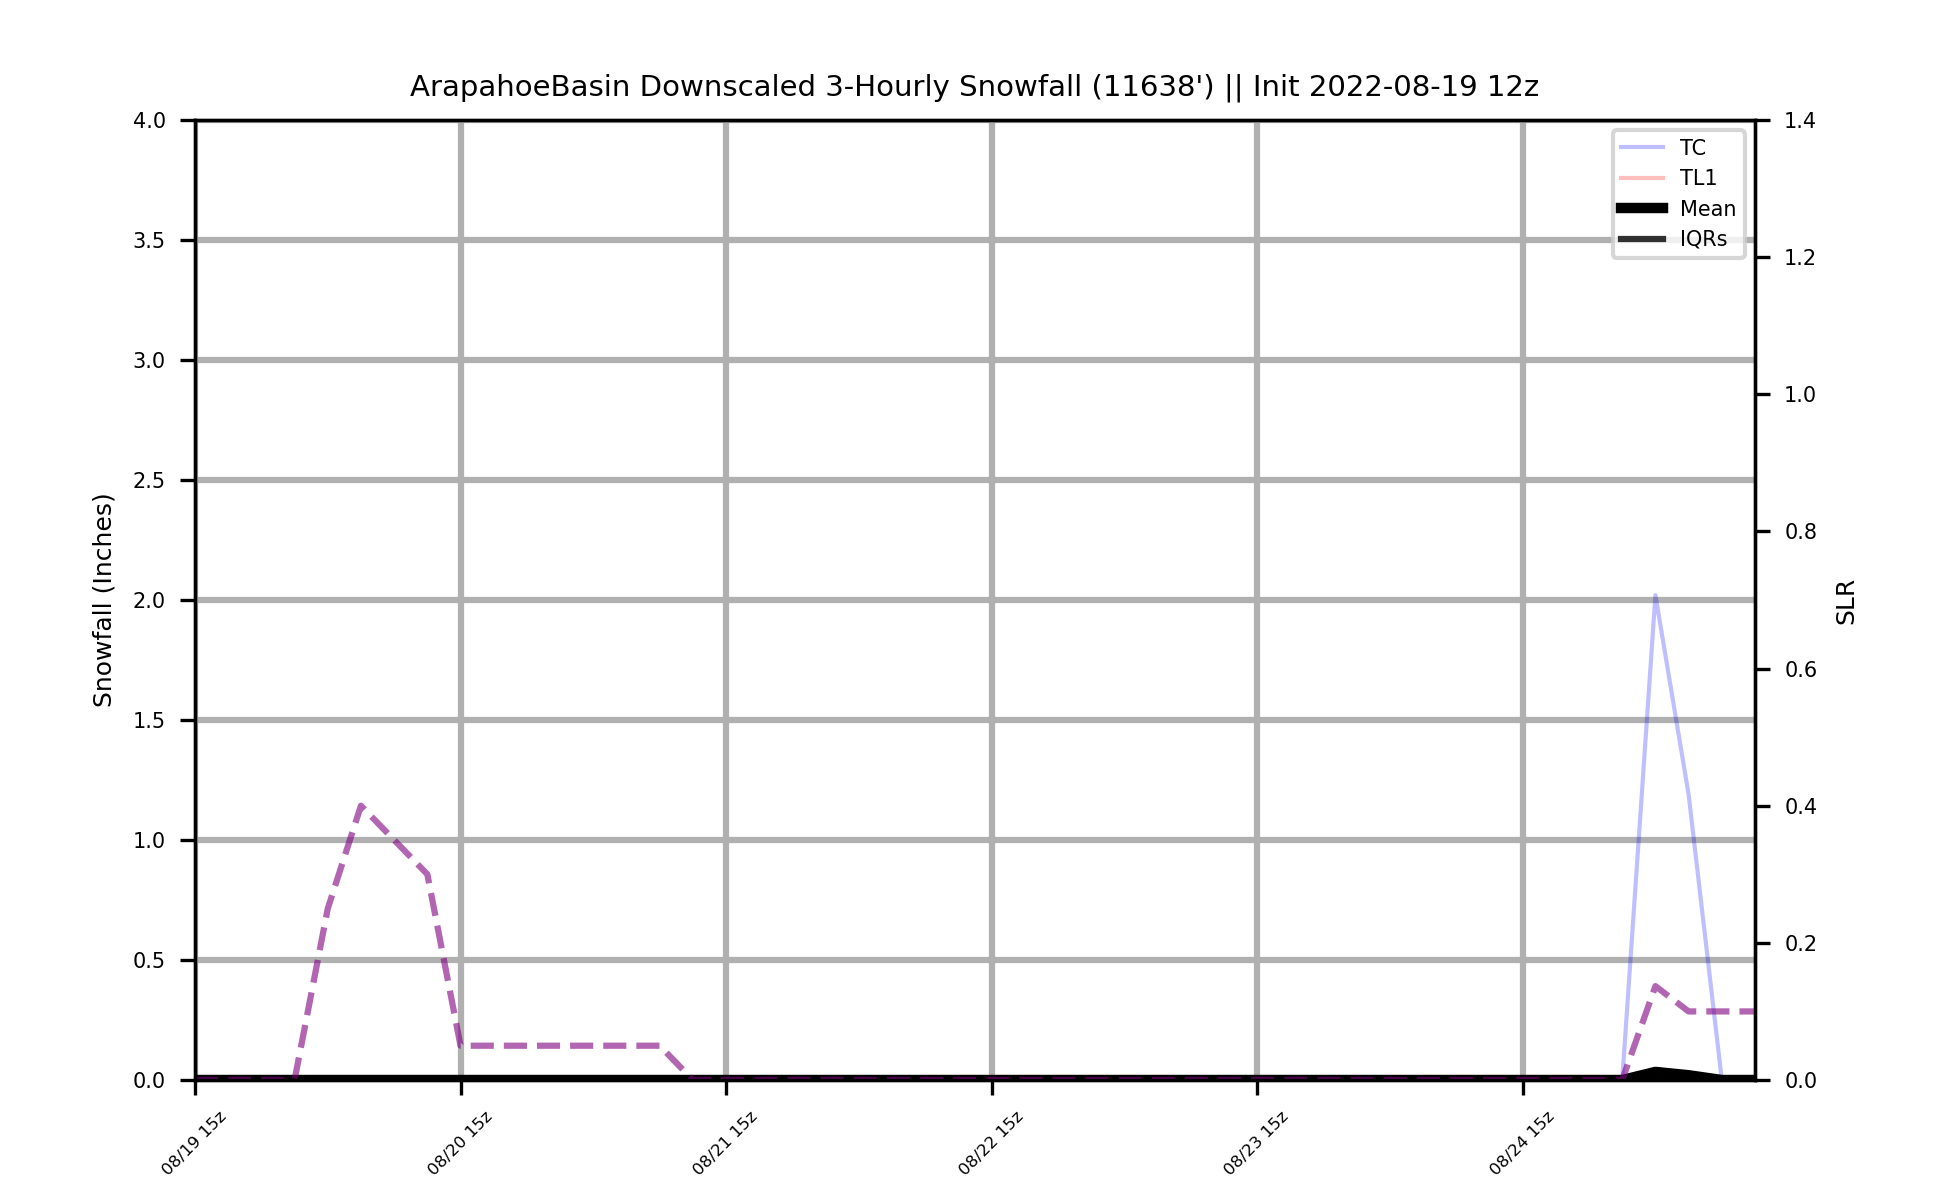 ArapahoeBasin Downscaled 3-Hourly Snowfall (11638') || Init 2022-08-19 12z
4.0
3.5
3.0
2.5
2.0
1.5
1.0
0.5
0.0
Snowfall (Inches)
TC
TL1
Mean
IQRs
1.4
1.2
1.0
0.8
0.6
0.4
0.2
0.0
SLR
08/19 15z
08/20 15z
08/21 15z
08/22 15z
08/23 15z
08/24 15z